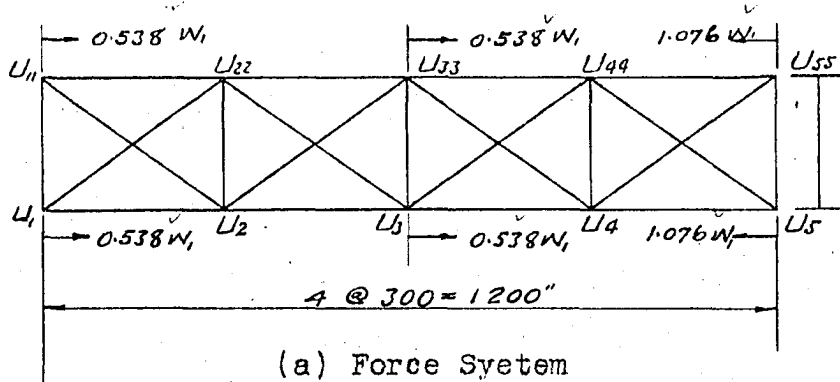 0.538 W₁ 0.538 W₁ 1.076 W₁
U₁₁ U₂₂ U₃₃ U₄₄ U₅₅
U₁ U₂ U₃ U₄ U₅
0.538 W₁ 0.538 W₁ 1.076 W₁
4 @ 300 = 1200"
(a) Force Syetem